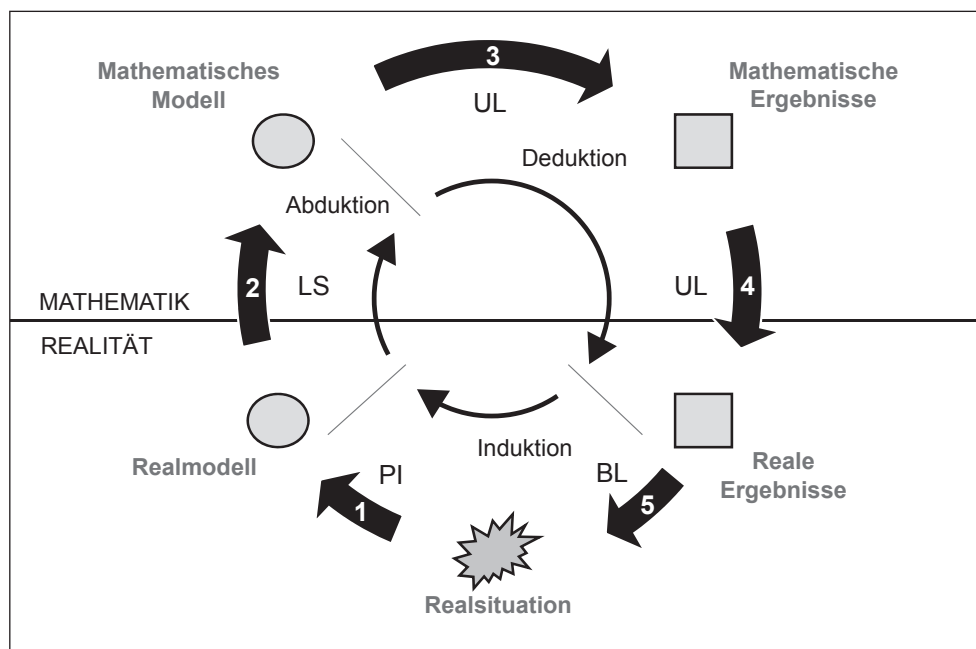 Mathematisches
Modell
3
UL
Mathematische
Ergebnisse
Deduktion
Abduktion
2
LS
UL
4
MATHEMATIK
REALITÄT
Realmodell
Induktion
PI
BL
Reale
Ergebnisse
1
5
Realsituation